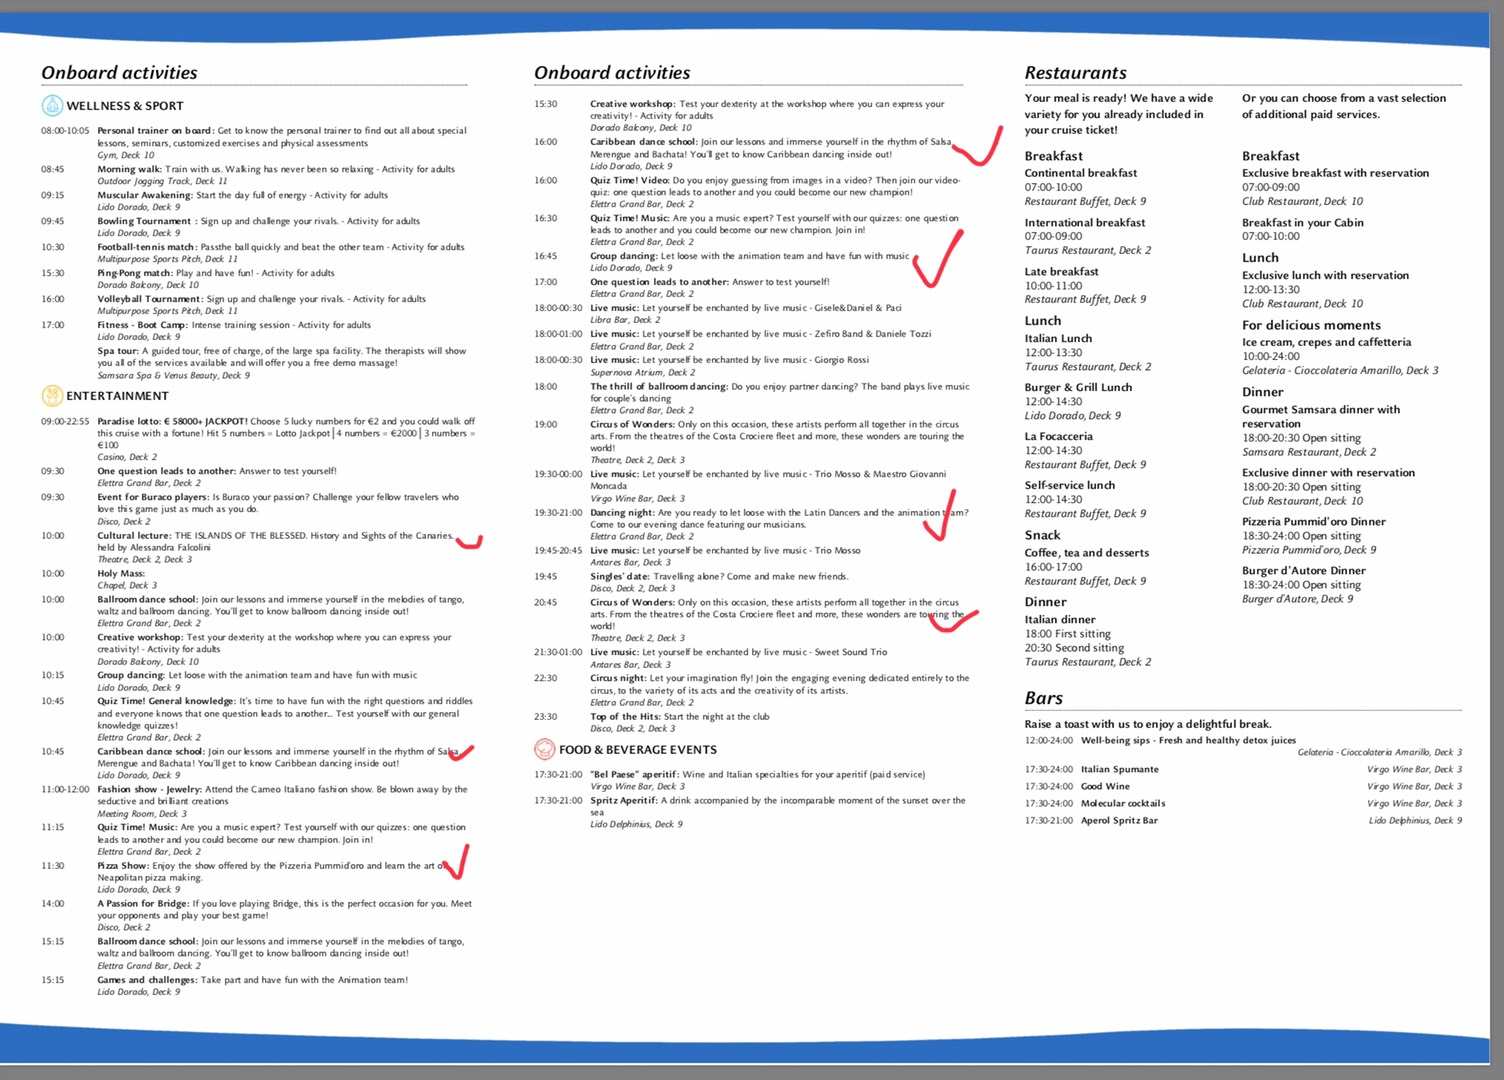 Onboard activities
WELLNESS & SPORT
08:00-10:05 Personal trainer on board: Get to know the personal trainer to find out all about special
lessons, seminars, customized exercises and physical assessments
Gym, Deck 10
08:45 Morning walk: Train with us. Walking has never been so relaxing - Activity for adults
Outdoor Jogging Track, Deck 11
09:15 Muscular Awakening: Start the day full of energy - Activity for adults
Lido Dorado, Deck 9
09:45 Bowling Tournament : Sign up and challenge your rivals. - Activity for adults
Lido Dorado, Deck 9
10:30 Football-tennis match: Passthe ball quickly and beat the other team - Activity for adults
Multipurpose Sports Pitch, Deck 11
15:30 Ping-Pong match: Play and have fun! - Activity for adults
Dorado Balcony, Deck 10
16:00 Volleyball Tournament: Sign up and challenge your rivals. - Activity for adults
Multipurpose Sports Pitch, Deck 11
17:00 Fitness - Boot Camp: Intense training session - Activity for adults
Lido Dorado, Deck 9
Spa tour: A guided tour, free of charge, of the large spa facility. The therapists will show
you all of the services available and will offer you a free demo massage!
Samsara Spa & Venus Beauty, Deck 9
ENTERTAINMENT
09:00-22:55 Paradise lotto: € 58000+ JACKPOT! Choose 5 lucky numbers for €2 and you could walk off
this cruise with a fortune! Hit 5 numbers = Lotto Jackpot | 4 numbers = €2000 | 3 numbers =
€100
Casino, Deck 2
09:30 One question leads to another: Answer to test yourself!
Elettra Grand Bar, Deck 2
09:30 Event for Buraco players: Is Buraco your passion? Challenge your fellow travelers who
love this game just as much as you do.
Disco, Deck 2
10:00 Cultural lecture: THE ISLANDS OF THE BLESSED. History and Sights of the Canaries.
held by Alessandra Falcolini
Theatre, Deck 2, Deck 3
10:00 Holy Mass:
Chapel, Deck 3
10:00 Ballroom dance school: Join our lessons and immerse yourself in the melodies of tango,
waltz and ballroom dancing. You'll get to know ballroom dancing inside out!
Elettra Grand Bar, Deck 2
10:00 Creative workshop: Test your dexterity at the workshop where you can express your
creativity! - Activity for adults
Dorado Balcony, Deck 10
10:15 Group dancing: Let loose with the animation team and have fun with music
Lido Dorado, Deck 9
10:45 Quiz Time! General knowledge: It's time to have fun with the right questions and riddles
and everyone knows that one question leads to another... Test yourself with our general
knowledge quizzes!
Elettra Grand Bar, Deck 2
10:45 Caribbean dance school: Join our lessons and immerse yourself in the rhythm of Salsa,
Merengue and Bachata! You'll get to know Caribbean dancing inside out!
Lido Dorado, Deck 9
11:00-12:00 Fashion show - Jewelry: Attend the Cameo Italiano fashion show. Be blown away by the
seductive and brilliant creations
Meeting Room, Deck 3
11:15 Quiz Time! Music: Are you a music expert? Test yourself with our quizzes: one question
leads to another and you could become our new champion. Join in!
Elettra Grand Bar, Deck 2
11:30 Pizza Show: Enjoy the show offered by the Pizzeria Pummid'oro and learn the art of
Neapolitan pizza making.
Lido Dorado, Deck 9
14:00 A Passion for Bridge: If you love playing Bridge, this is the perfect occasion for you. Meet
your opponents and play your best game!
Disco, Deck 2
15:15 Ballroom dance school: Join our lessons and immerse yourself in the melodies of tango,
waltz and ballroom dancing. You'll get to know ballroom dancing inside out!
Elettra Grand Bar, Deck 2
15:15 Games and challenges: Take part and have fun with the Animation team!
Lido Dorado, Deck 9
Onboard activities
15:30 Creative workshop: Test your dexterity at the workshop where you can express your
creativity! - Activity for adults
Dorado Balcony, Deck 10
16:00 Caribbean dance school: Join our lessons and immerse yourself in the rhythm of Salsa,
Merengue and Bachata! You'll get to know Caribbean dancing inside out!
Lido Dorado, Deck 9
16:00 Quiz Time! Video: Do you enjoy guessing from images in a video? Then join our video-
quiz: one question leads to another and you could become our new champion!
Elettra Grand Bar, Deck 2
16:30 Quiz Time! Music: Are you a music expert? Test yourself with our quizzes: one question
leads to another and you could become our new champion. Join in!
Elettra Grand Bar, Deck 2
16:45 Group dancing: Let loose with the animation team and have fun with music
Lido Dorado, Deck 9
17:00 One question leads to another: Answer to test yourself!
Elettra Grand Bar, Deck 2
18:00-00:30 Live music: Let yourself be enchanted by live music - Gisele&Daniel & Paci
Libra Bar, Deck 2
18:00-01:00 Live music: Let yourself be enchanted by live music - Zefiro Band & Daniele Tozzi
Elettra Grand Bar, Deck 2
18:00-00:30 Live music: Let yourself be enchanted by live music - Giorgio Rossi
Supernova Atrium, Deck 2
18:00 The thrill of ballroom dancing: Do you enjoy partner dancing? The band plays live music
for couple's dancing
Elettra Grand Bar, Deck 2
19:00 Circus of Wonders: Only on this occasion, these artists perform all together in the circus
arts. From the theatres of the Costa Crociere fleet and more, these wonders are touring the
world!
Theatre, Deck 2, Deck 3
19:30-00:00 Live music: Let yourself be enchanted by live music - Trio Mosso & Maestro Giovanni
Moncada
Virgo Wine Bar, Deck 3
19:30-21:00 Dancing night: Are you ready to let loose with the Latin Dancers and the animation team?
Come to our evening dance featuring our musicians.
Elettra Grand Bar, Deck 2
19:45-20:45 Live music: Let yourself be enchanted by live music - Trio Mosso
Antares Bar, Deck 3
19:45 Singles' date: Travelling alone? Come and make new friends.
Disco, Deck 2, Deck 3
20:45 Circus of Wonders: Only on this occasion, these artists perform all together in the circus
arts. From the theatres of the Costa Crociere fleet and more, these wonders are touring the
world!
Theatre, Deck 2, Deck 3
21:30-01:00 Live music: Let yourself be enchanted by live music - Sweet Sound Trio
Antares Bar, Deck 3
22:30 Circus night: Let your imagination fly! Join the engaging evening dedicated entirely to the
circus, to the variety of its acts and the creativity of its artists.
Elettra Grand Bar, Deck 2
23:30 Top of the Hits: Start the night at the club
Disco, Deck 2, Deck 3
FOOD & BEVERAGE EVENTS
17:30-21:00 "Bel Paese" aperitif: Wine and Italian specialties for your aperitif (paid service)
Virgo Wine Bar, Deck 3
17:30-21:00 Spritz Aperitif: A drink accompanied by the incomparable moment of the sunset over the
sea
Lido Delphinius, Deck 9
Restaurants
Your meal is ready! We have a wide
variety for you already included in
your cruise ticket!
Breakfast
Continental breakfast
07:00-10:00
Restaurant Buffet, Deck 9
International breakfast
07:00-09:00
Taurus Restaurant, Deck 2
Late breakfast
10:00-11:00
Restaurant Buffet, Deck 9
Lunch
Italian Lunch
12:00-13:30
Taurus Restaurant, Deck 2
Burger & Grill Lunch
12:00-14:30
Lido Dorado, Deck 9
La Focacceria
12:00-14:30
Restaurant Buffet, Deck 9
Self-service lunch
12:00-14:30
Restaurant Buffet, Deck 9
Snack
Coffee, tea and desserts
16:00-17:00
Restaurant Buffet, Deck 9
Dinner
Italian dinner
18:00 First sitting
20:30 Second sitting
Taurus Restaurant, Deck 2
Or you can choose from a vast selection
of additional paid services.
Breakfast
Exclusive breakfast with reservation
07:00-09:00
Club Restaurant, Deck 10
Breakfast in your Cabin
07:00-10:00
Lunch
Exclusive lunch with reservation
12:00-13:30
Club Restaurant, Deck 10
For delicious moments
Ice cream, crepes and caffetteria
10:00-24:00
Gelateria - Cioccolateria Amarillo, Deck 3
Dinner
Gourmet Samsara dinner with
reservation
18:00-20:30 Open sitting
Samsara Restaurant, Deck 2
Exclusive dinner with reservation
18:00-20:30 Open sitting
Club Restaurant, Deck 10
Pizzeria Pummid'oro Dinner
18:30-24:00 Open sitting
Pizzeria Pummid'oro, Deck 9
Burger d'Autore Dinner
18:30-24:00 Open sitting
Burger d'Autore, Deck 9
Bars
Raise a toast with us to enjoy a delightful break.
12:00-24:00 Well-being sips - Fresh and healthy detox juices
Gelateria - Cioccolateria Amarillo, Deck 3
17:30-24:00 Italian Spumante Virgo Wine Bar, Deck 3
17:30-24:00 Good Wine Virgo Wine Bar, Deck 3
17:30-24:00 Molecular cocktails Virgo Wine Bar, Deck 3
17:30-21:00 Aperol Spritz Bar Lido Delphinius, Deck 9